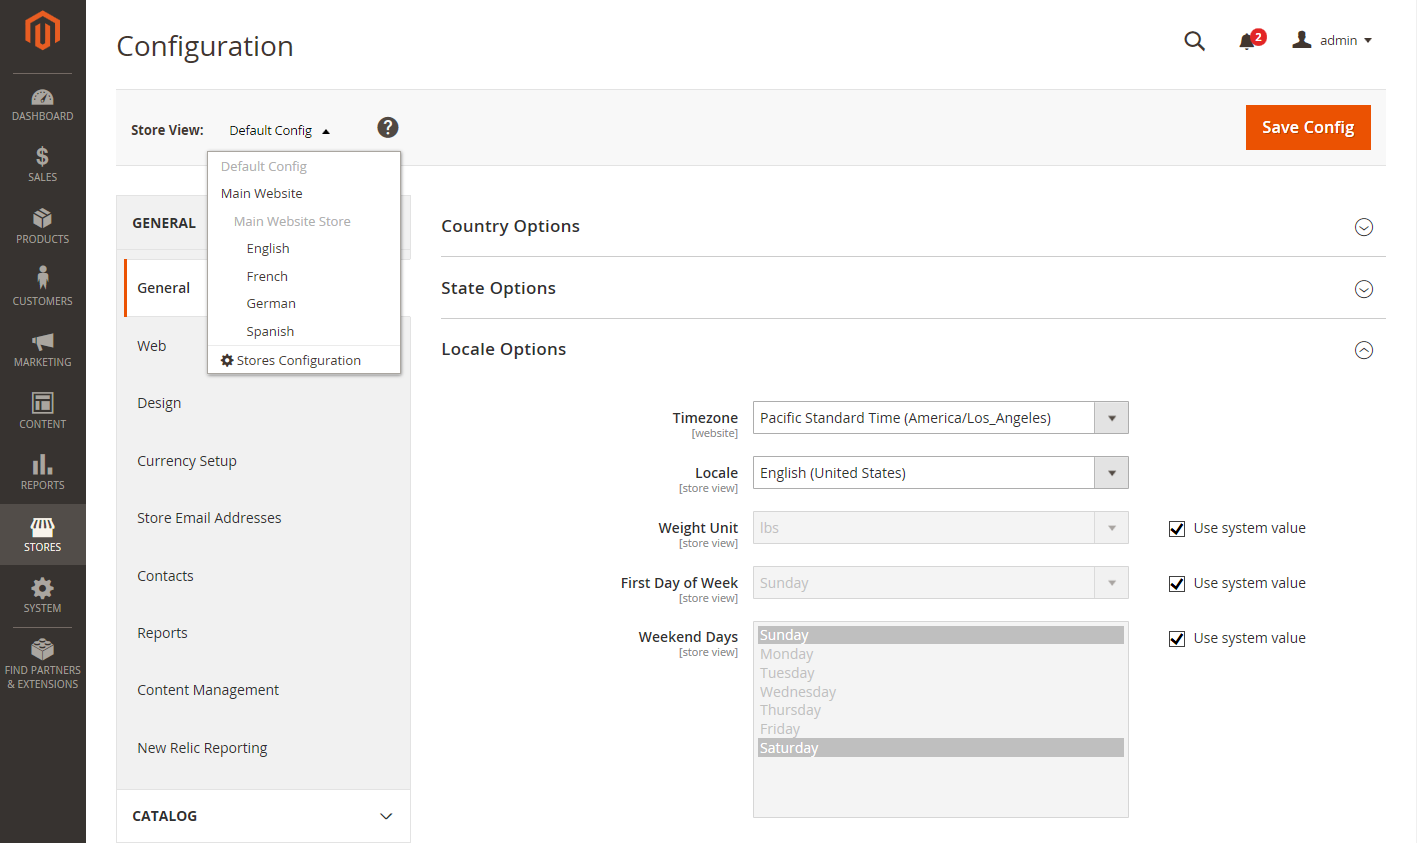 Configuration
2
admin
Store View:
Default Config
?
Save Config
Default Config
Main Website
Main Website Store
English
French
German
Spanish
Stores Configuration
DASHBOARD
$
SALES
PRODUCTS
CUSTOMERS
MARKETING
CONTENT
REPORTS
STORES
SYSTEM
FIND PARTNERS
& EXTENSIONS
GENERAL
General
Web
Design
Currency Setup
Store Email Addresses
Contacts
Reports
Content Management
New Relic Reporting
CATALOG
Country Options
State Options
Locale Options
Timezone
[website]
Pacific Standard Time (America/Los_Angeles)
Locale
[store view]
English (United States)
Weight Unit
[store view]
lbs
Use system value
First Day of Week
[store view]
Sunday
Use system value
Weekend Days
[store view]
Sunday
Monday
Tuesday
Wednesday
Thursday
Friday
Saturday
Use system value